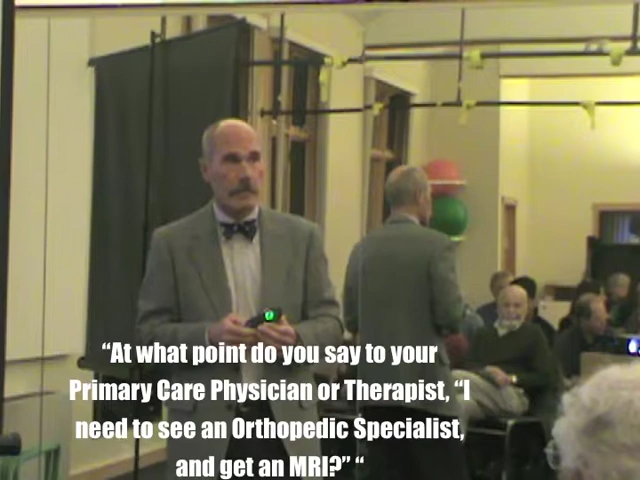 “At what point do you say to your
Primary Care Physician or Therapist, “I
need to see an Orthopedic Specialist,
and get an MRI?” “